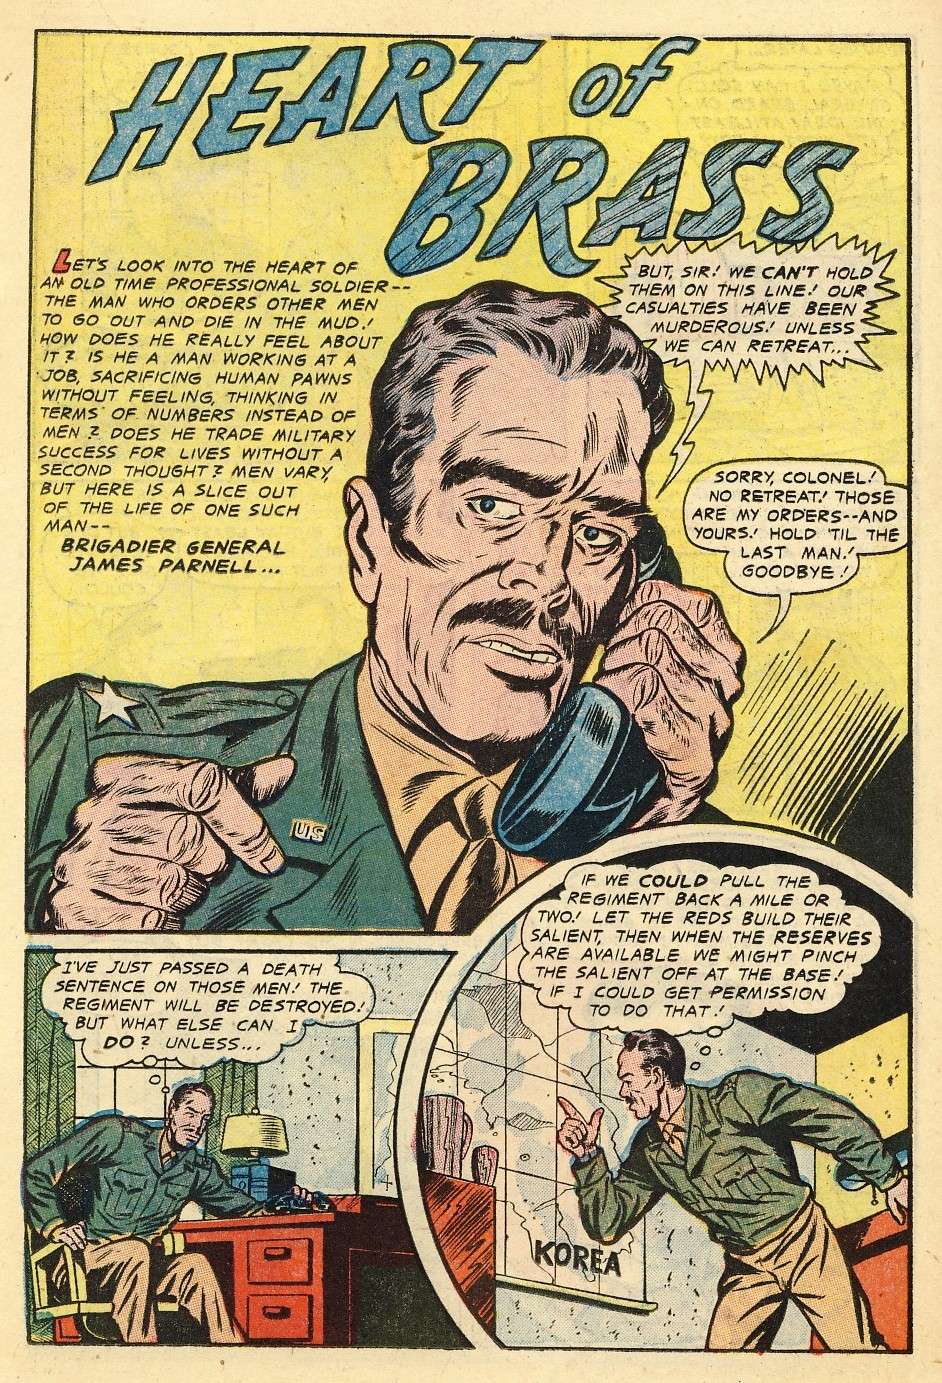 HEART of
BRASS
LET'S LOOK INTO THE HEART OF
AN OLD TIME PROFESSIONAL SOLDIER--
THE MAN WHO ORDERS OTHER MEN
TO GO OUT AND DIE IN THE MUD!
HOW DOES HE REALLY FEEL ABOUT
IT? IS HE A MAN WORKING AT A
JOB, SACRIFICING HUMAN PAWNS
WITHOUT FEELING, THINKING IN
TERMS OF NUMBERS INSTEAD OF
MEN? DOES HE TRADE MILITARY
SUCCESS FOR LIVES WITHOUT A
SECOND THOUGHT? MEN VARY,
BUT HERE IS A SLICE OUT
OF THE LIFE OF ONE SUCH
MAN--
BRIGADIER GENERAL
JAMES PARNELL...
BUT, SIR! WE CAN'T HOLD
THEM ON THIS LINE! OUR
CASUALTIES HAVE BEEN
MURDEROUS! UNLESS
WE CAN RETREAT...
SORRY, COLONEL!
NO RETREAT! THOSE
ARE MY ORDERS--AND
YOURS! HOLD 'TIL THE
LAST MAN!
GOODBYE!
U.S
I'VE JUST PASSED A DEATH
SENTENCE ON THOSE MEN! THE
REGIMENT WILL BE DESTROYED!
BUT WHAT ELSE CAN I
DO? UNLESS...
IF WE COULD PULL THE
REGIMENT BACK A MILE OR
TWO! LET THE REDS BUILD THEIR
SALIENT, THEN WHEN THE RESERVES
ARE AVAILABLE WE MIGHT PINCH
THE SALIENT OFF AT THE BASE!
IF I COULD GET PERMISSION
TO DO THAT!
KOREA